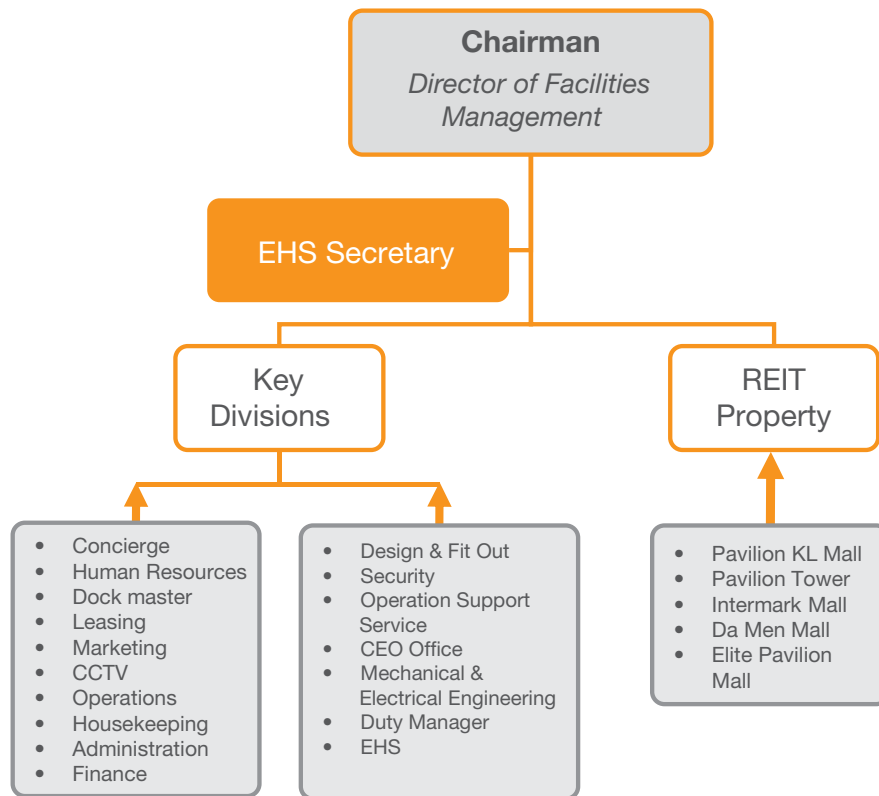 Chairman
Director of Facilities
Management
EHS Secretary
Key
Divisions
REIT
Property
• Concierge
• Human Resources
• Dock master
• Leasing
• Marketing
• CCTV
• Operations
• Housekeeping
• Administration
• Finance
• Design & Fit Out
• Security
• Operation Support
Service
• CEO Office
• Mechanical &
Electrical Engineering
• Duty Manager
• EHS
• Pavilion KL Mall
• Pavilion Tower
• Intermark Mall
• Da Men Mall
• Elite Pavilion
Mall